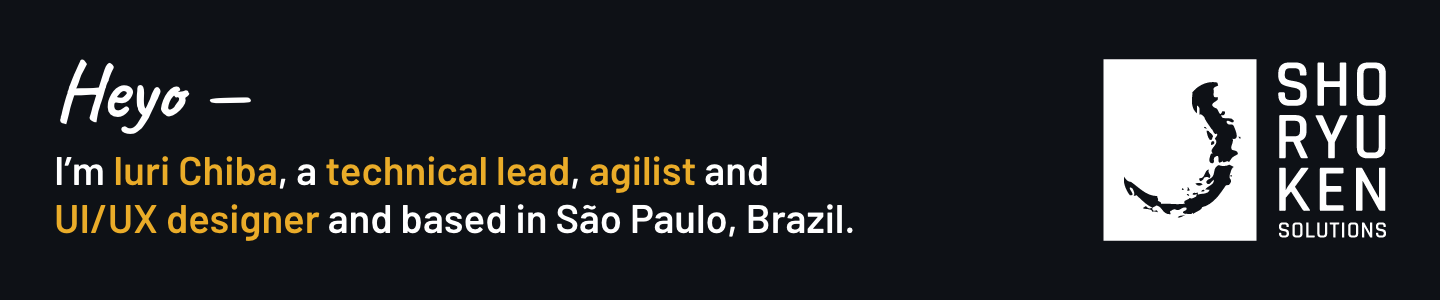 Heyo –
I’m Iuri Chiba, a technical lead, agilist and
UI/UX designer and based in São Paulo, Brazil.
SHO
RYU
KEN
SOLUTIONS